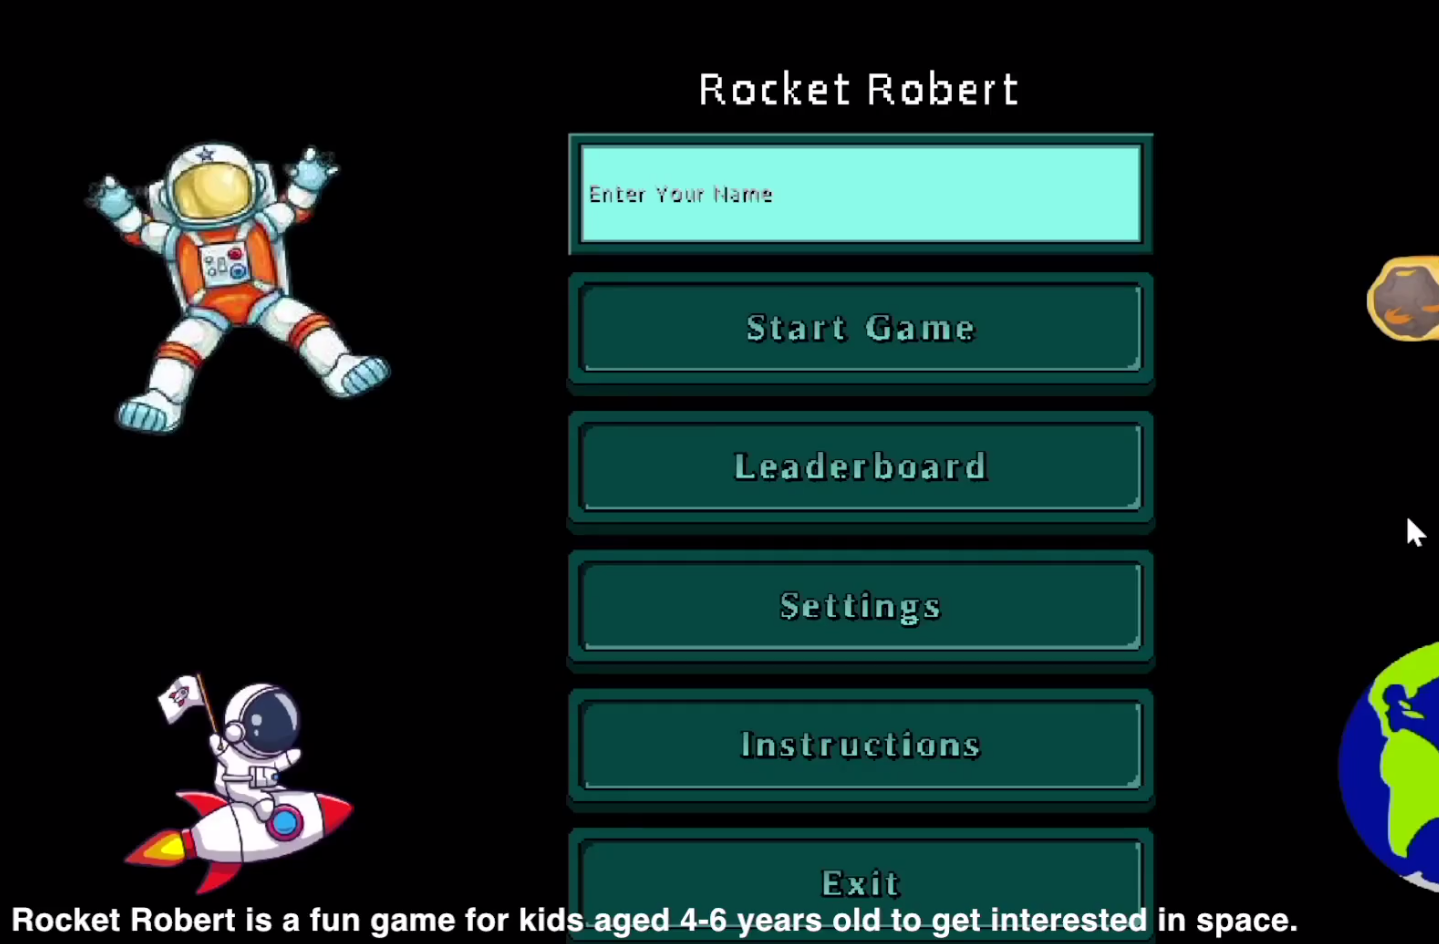 Rocket Robert
Enter Your Name
Start Game
Leaderboard
Settings
Instructions
Exit
Rocket Robert is a fun game for kids aged 4-6 years old to get interested in space.